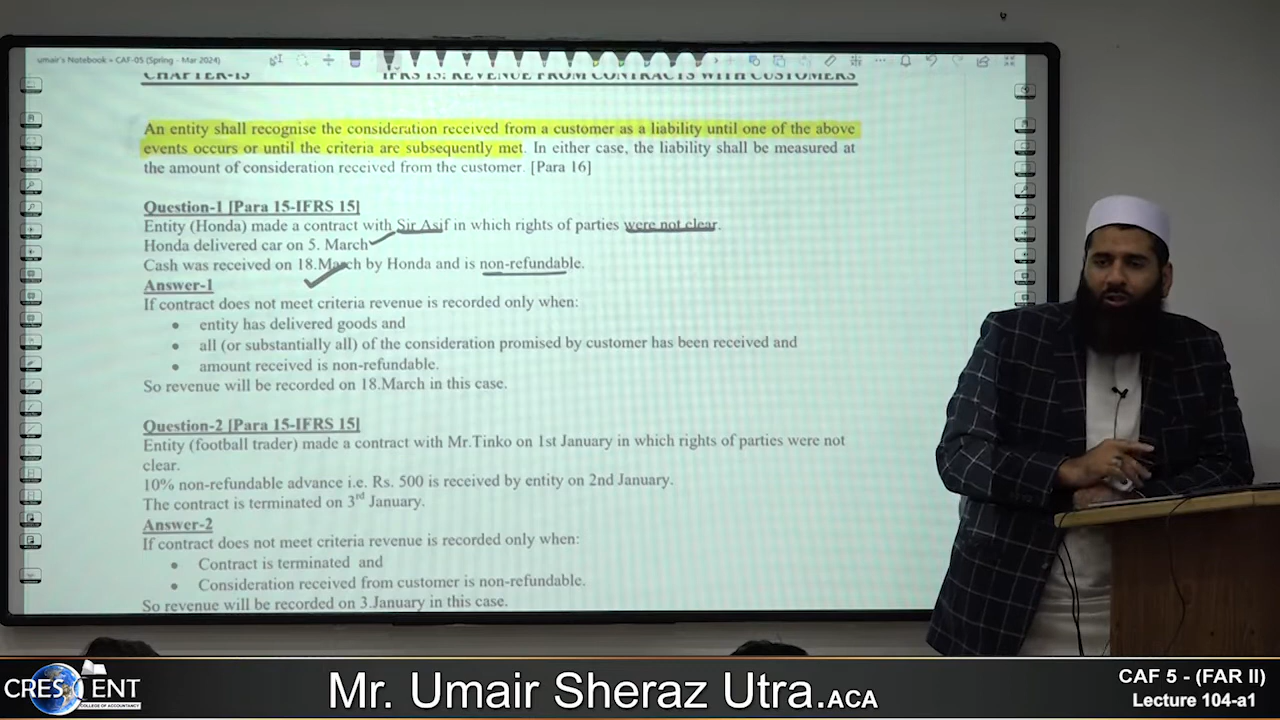 umair's Notebook » CAF-05 (Spring - Mar 2024)
CHAPTER-15 IFRS 15: REVENUE FROM CONTRACTS WITH CUSTOMERS
An entity shall recognise the consideration received from a customer as a liability until one of the above
events occurs or until the criteria are subsequently met. In either case, the liability shall be measured at
the amount of consideration received from the customer. [Para 16]
Question-1 [Para 15-IFRS 15]
Entity (Honda) made a contract with Sir Asif in which rights of parties were not clear.
Honda delivered car on 5. March
Cash was received on 18.March by Honda and is non-refundable.
Answer-1
If contract does not meet criteria revenue is recorded only when:
• entity has delivered goods and
• all (or substantially all) of the consideration promised by customer has been received and
• amount received is non-refundable.
So revenue will be recorded on 18.March in this case.
Question-2 [Para 15-IFRS 15]
Entity (football trader) made a contract with Mr.Tinko on 1st January in which rights of parties were not
clear.
10% non-refundable advance i.e. Rs. 500 is received by entity on 2nd January.
The contract is terminated on 3rd January.
Answer-2
If contract does not meet criteria revenue is recorded only when:
• Contract is terminated and
• Consideration received from customer is non-refundable.
So revenue will be recorded on 3.January in this case.
CRESCENT
COLLEGE OF ACCOUNTANCY
Mr. Umair Sheraz Utra.ACA
CAF 5 - (FAR II)
Lecture 104-a1